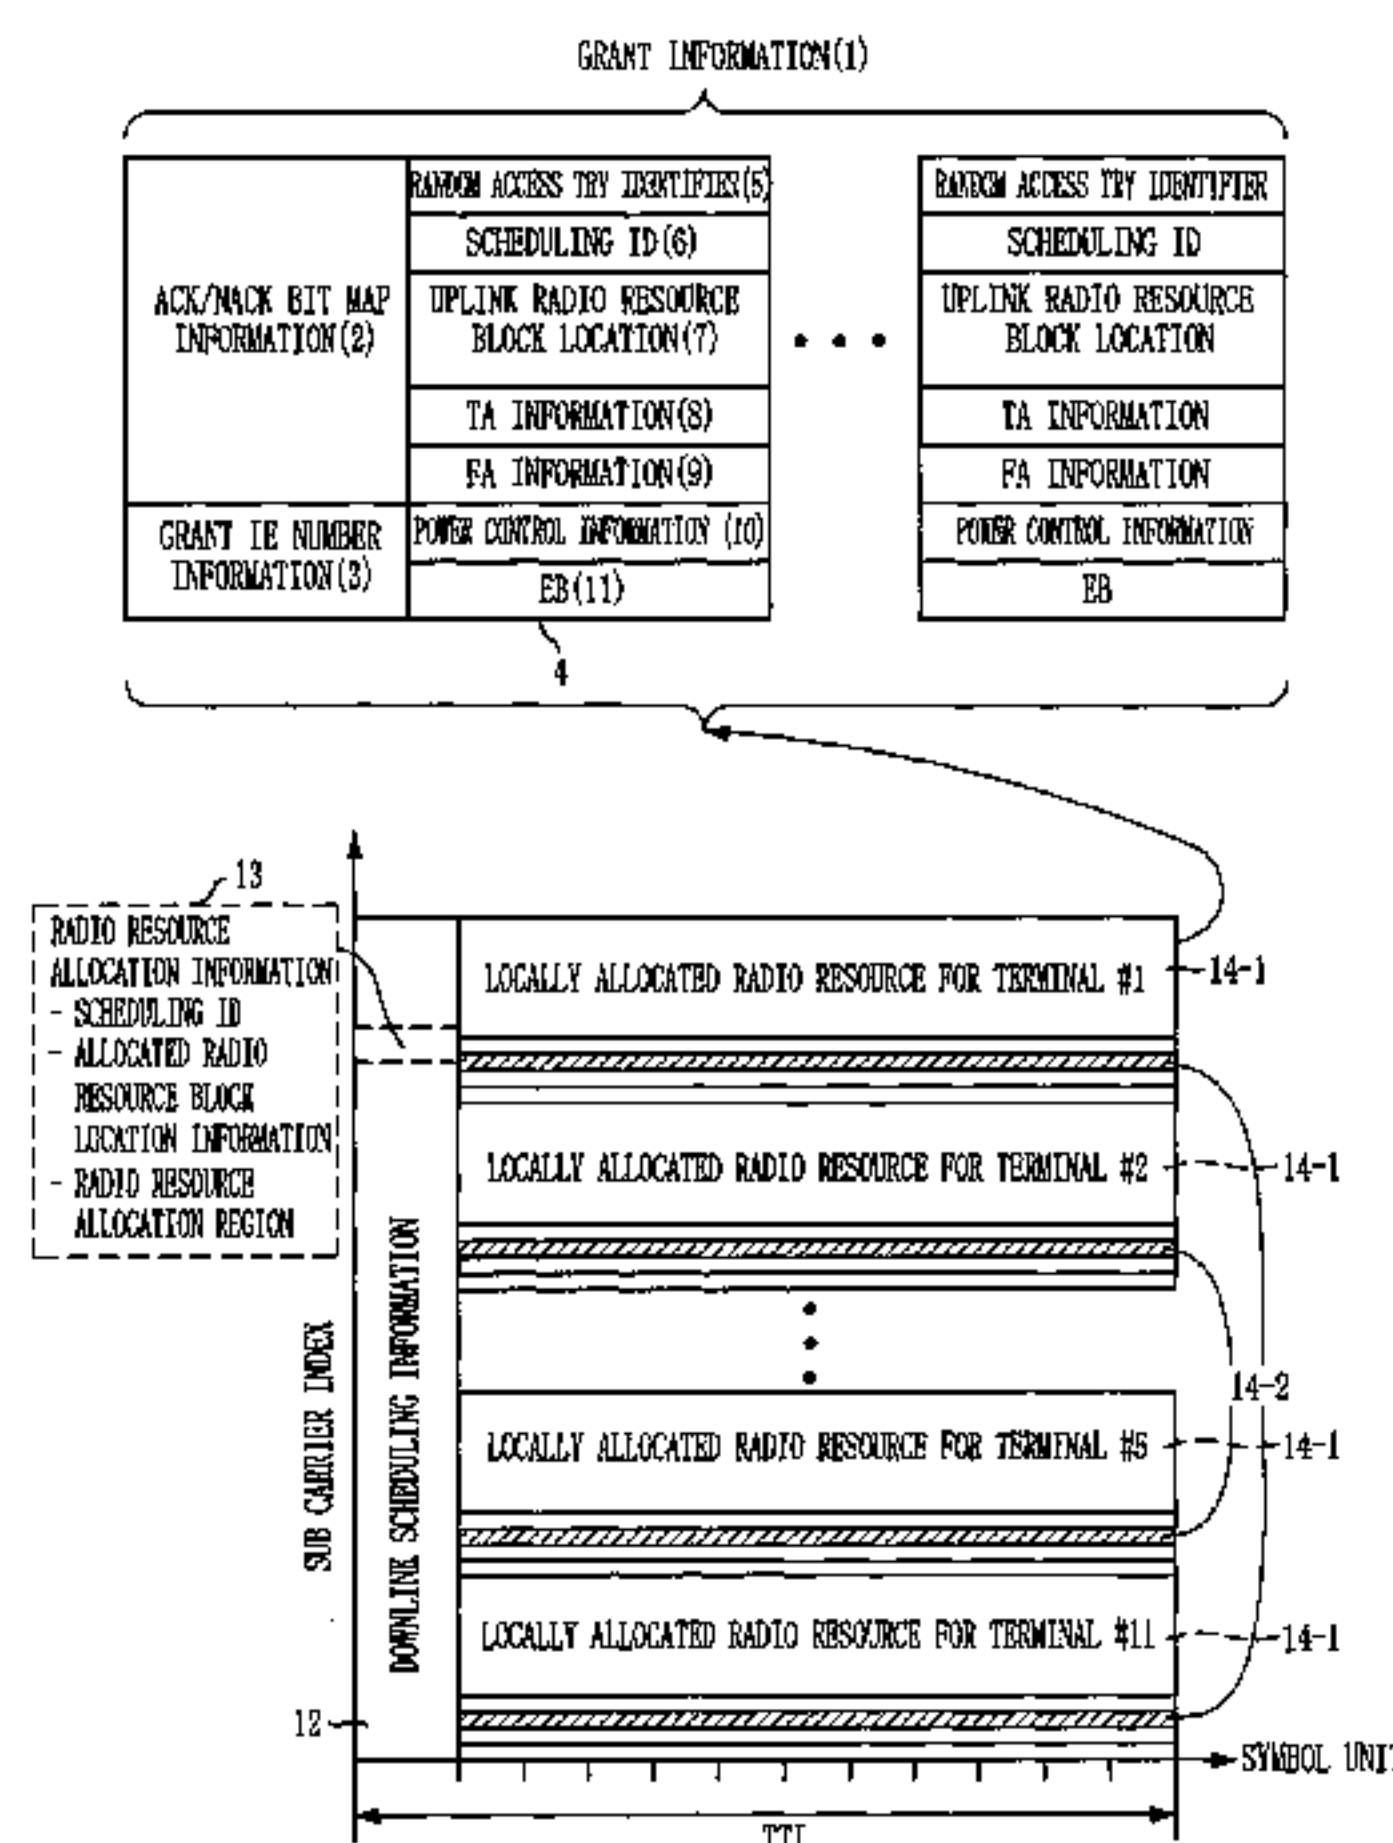 GRANT INFORMATION(1)
ACK/NACK BIT MAP
INFORMATION(2)
GRANT IE NUMBER
INFORMATION(3)
RANDOM ACCESS TRY IDENTIFIER(5)
SCHEDULING ID(6)
UPLINK RADIO RESOURCE
BLOCK LOCATION(7)
TA INFORMATION(8)
FA INFORMATION(9)
POWER CONTROL INFORMATION (10)
EB(11)
RANDOM ACCESS TRY IDENTIFIER
SCHEDULING ID
UPLINK RADIO RESOURCE
BLOCK LOCATION
TA INFORMATION
FA INFORMATION
POWER CONTROL INFORMATION
EB
4
13
RADIO RESOURCE
ALLOCATION INFORMATION
- SCHEDULING ID
- ALLOCATED RADIO
RESOURCE BLOCK
LOCATION INFORMATION
- RADIO RESOURCE
ALLOCATION REGION
SUB CARRIER INDEX
DOWNLINK SCHEDULING INFORMATION
12
LOCALLY ALLOCATED RADIO RESOURCE FOR TERMINAL #1
14-1
LOCALLY ALLOCATED RADIO RESOURCE FOR TERMINAL #2
14-1
14-2
LOCALLY ALLOCATED RADIO RESOURCE FOR TERMINAL #5
14-1
LOCALLY ALLOCATED RADIO RESOURCE FOR TERMINAL #11
14-1
SYMBOL UNIT
TTI